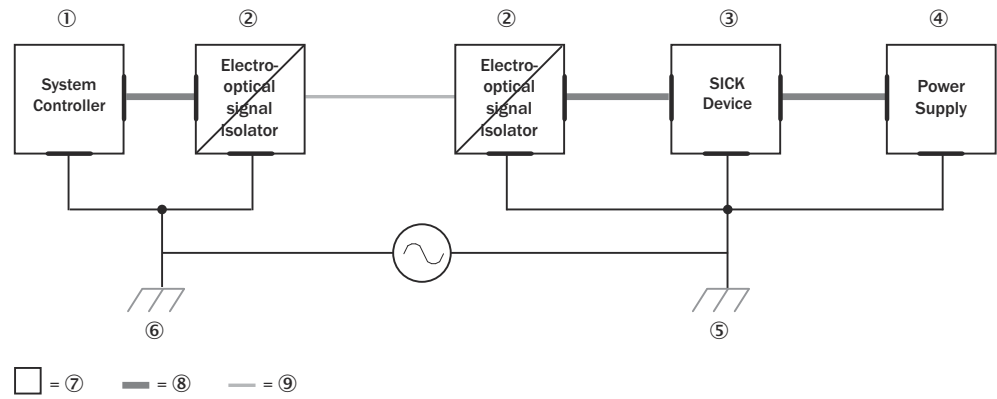 ① ② ② ③ ④
System
Controller
Electro-
optical
signal
Isolator
Electro-
optical
signal
Isolator
SICK
Device
Power
Supply
⑥ ⑤
= ⑦ = ⑧ = ⑨